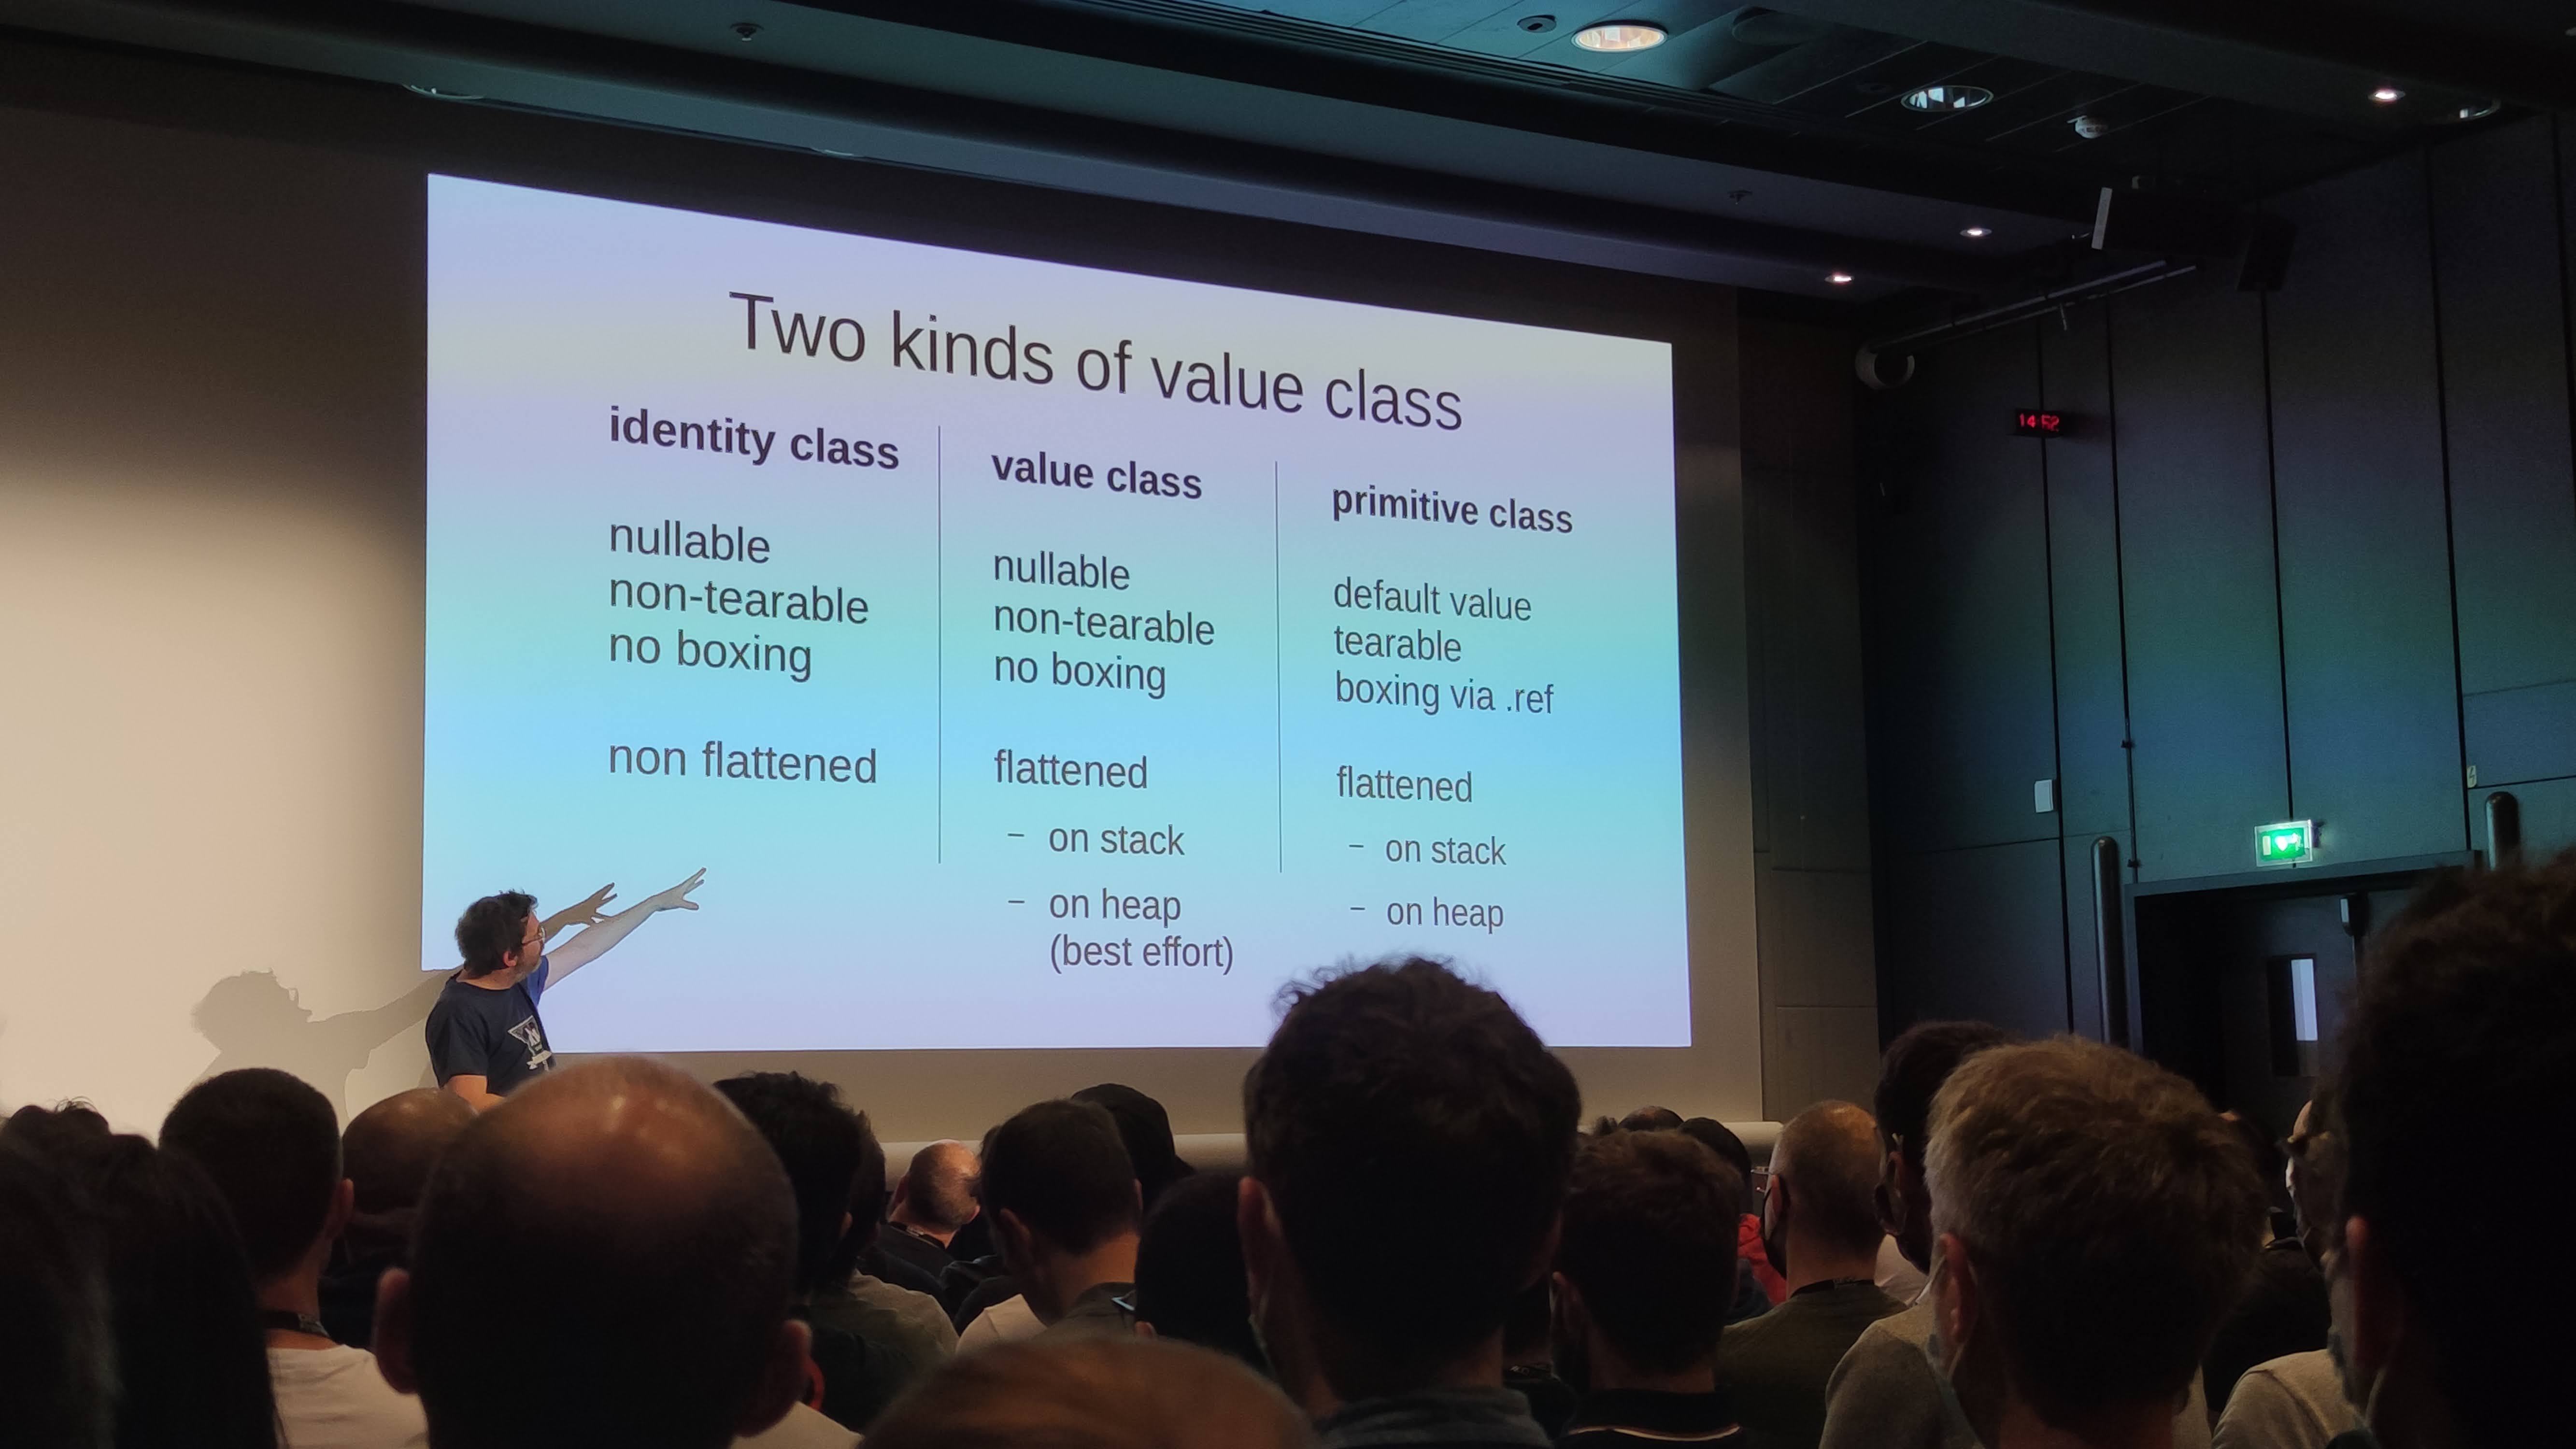 Two kinds of value class
identity class
nullable
non-tearable
no boxing
non flattened
value class
nullable
non-tearable
no boxing
flattened
– on stack
– on heap
(best effort)
primitive class
default value
tearable
boxing via .ref
flattened
– on stack
– on heap
14:52